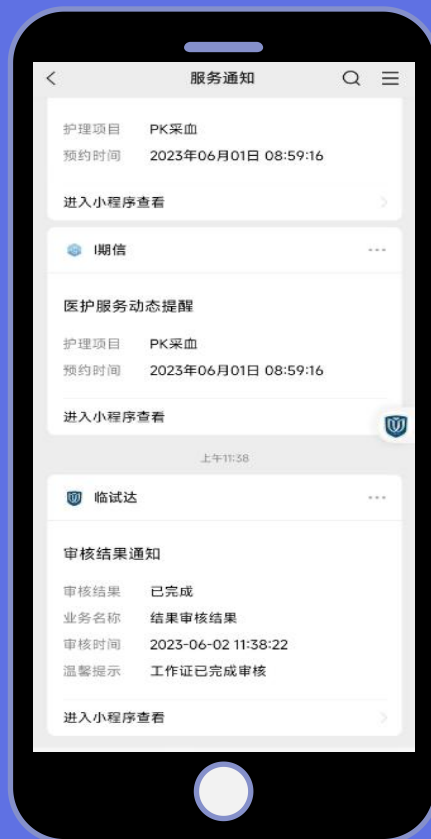 服务通知
护理项目 PK采血
预约时间 2023年06月01日 08:59:16
进入小程序查看
I期信
医护服务动态提醒
护理项目 PK采血
预约时间 2023年06月01日 08:59:16
进入小程序查看
上午11:38
临试达
审核结果通知
审核结果 已完成
业务名称 结果审核结果
审核时间 2023-06-02 11:38:22
温馨提示 工作证已完成审核
进入小程序查看